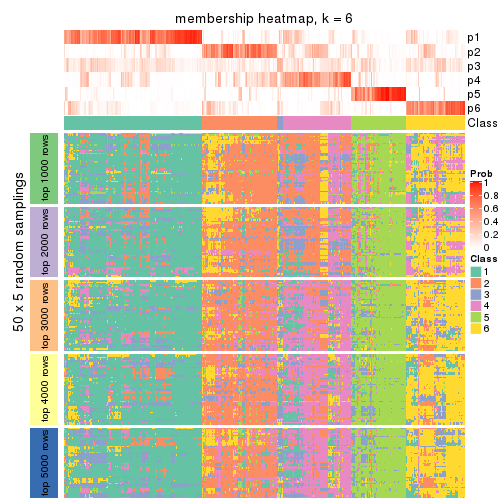 membership heatmap, k = 6
p1
p2
p3
p4
p5
p6
Class
50 x 5 random samplings
top 1000 rows
top 2000 rows
top 3000 rows
top 4000 rows
top 5000 rows
Prob
1
0.8
0.6
0.4
0.2
0
Class
1
2
3
4
5
6